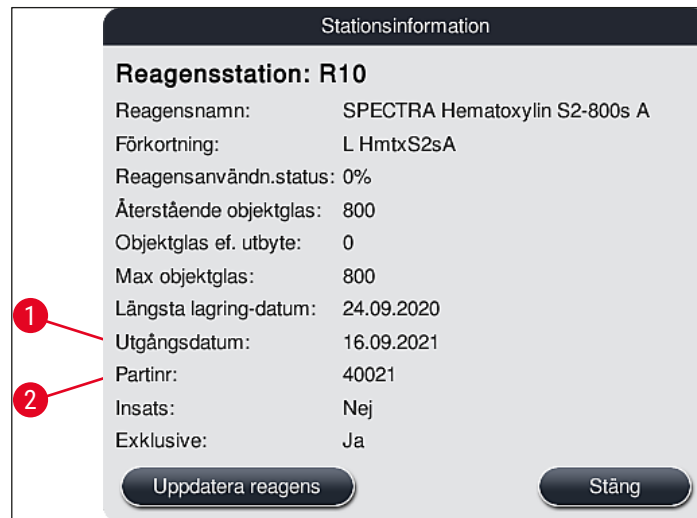 Stationsinformation
Reagensstation: R10
Reagensnamn: SPECTRA Hematoxylin S2-800s A
Förkortning: L HmtxS2sA
Reagensanvändn.status: 0%
Återstående objektglas: 800
Objektglas ef. utbyte: 0
Max objektglas: 800
Längsta lagring-datum: 24.09.2020
1 Utgångsdatum: 16.09.2021
2 Partinr: 40021
Insats: Nej
Exklusive: Ja
Uppdatera reagens Stäng